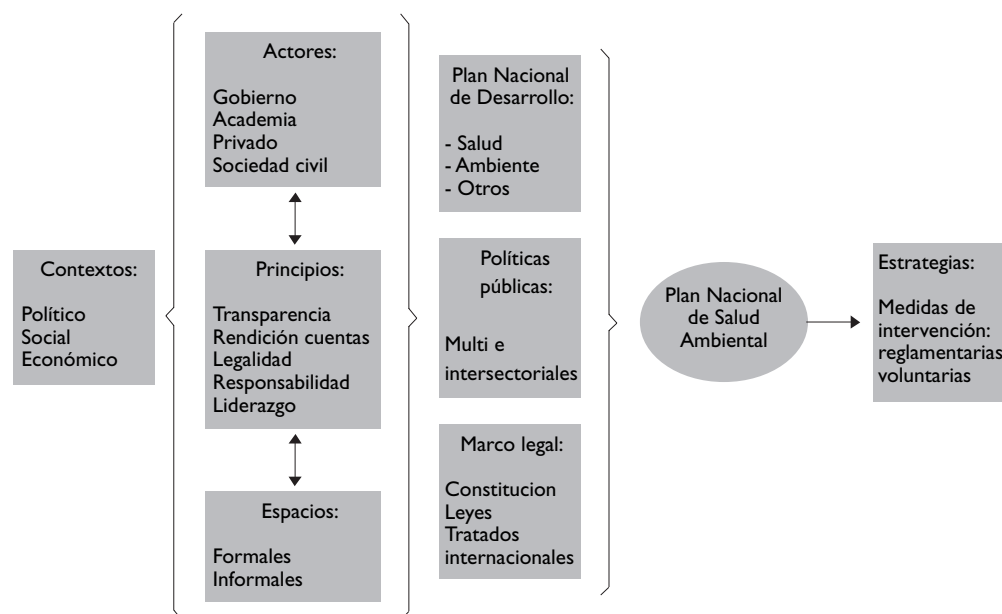 Contextos:
Político
Social
Económico
Actores:
Gobierno
Academia
Privado
Sociedad civil
Principios:
Transparencia
Rendición cuentas
Legalidad
Responsabilidad
Liderazgo
Espacios:
Formales
Informales
Plan Nacional
de Desarrollo:
- Salud
- Ambiente
- Otros
Políticas
públicas:
Multi e
intersectoriales
Marco legal:
Constitucion
Leyes
Tratados
internacionales
Plan Nacional
de Salud
Ambiental
Estrategias:
Medidas de
intervención:
reglamentarias
voluntarias